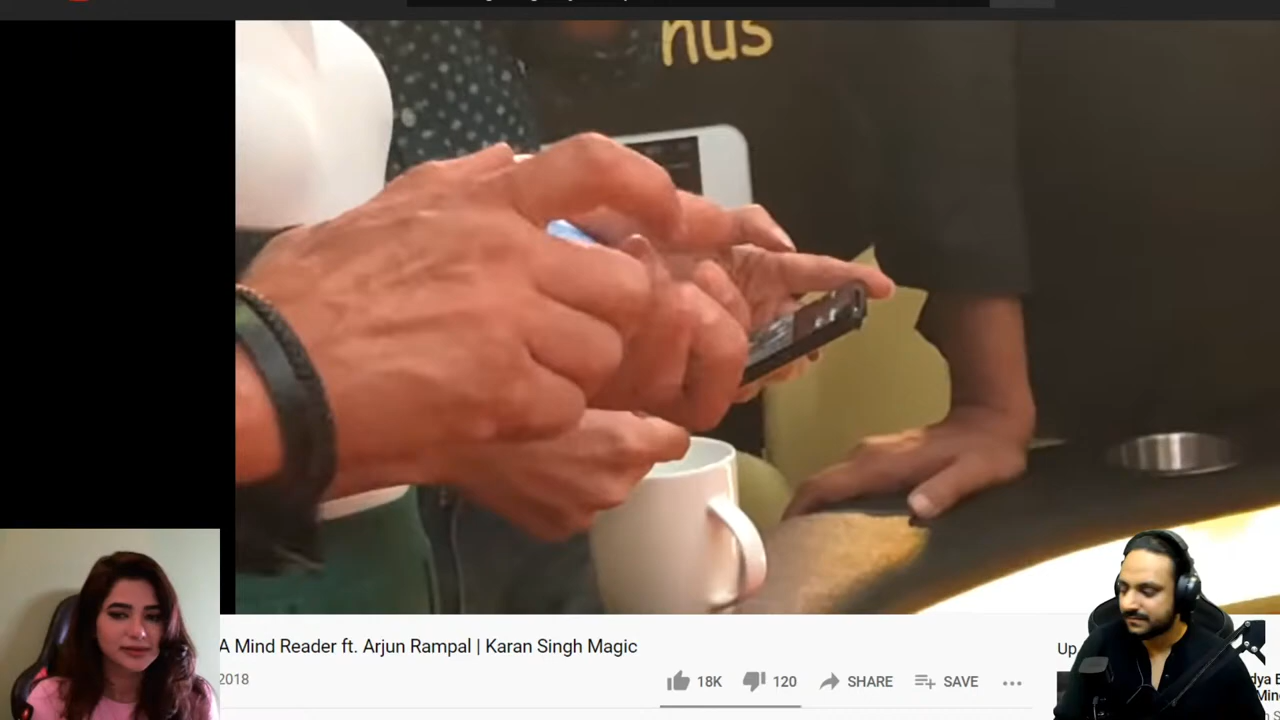 nus
A Mind Reader ft. Arjun Rampal | Karan Singh Magic
Up
2018
18K
120
SHARE
SAVE